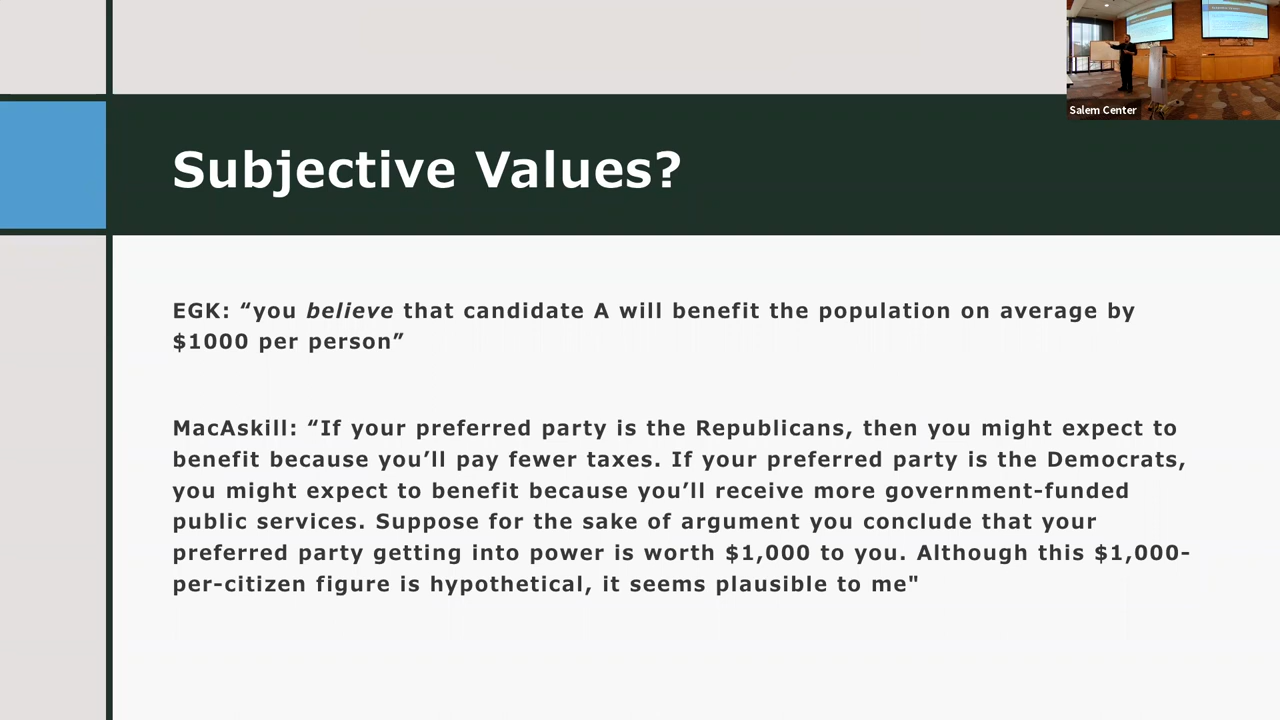 Salem Center
Subjective Values?
EGK: “you believe that candidate A will benefit the population on average by
$1000 per person”
MacAskill: “If your preferred party is the Republicans, then you might expect to
benefit because you’ll pay fewer taxes. If your preferred party is the Democrats,
you might expect to benefit because you’ll receive more government-funded
public services. Suppose for the sake of argument you conclude that your
preferred party getting into power is worth $1,000 to you. Although this $1,000-
per-citizen figure is hypothetical, it seems plausible to me"